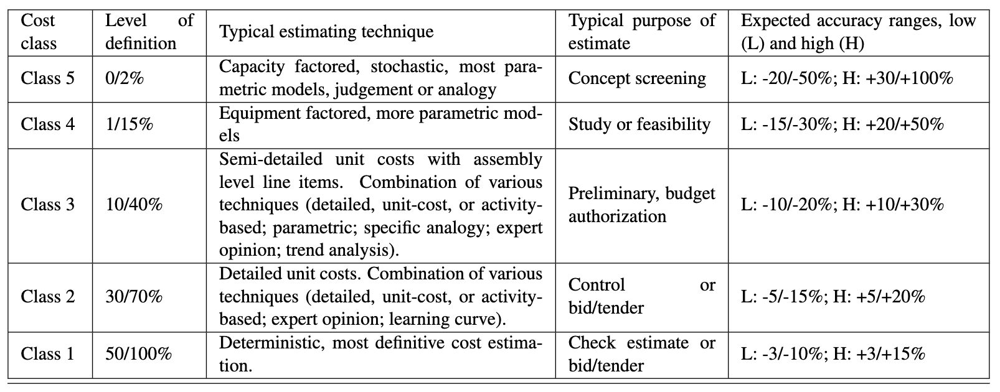 Cost class
Level of definition
Typical estimating technique
Typical purpose of estimate
Expected accuracy ranges, low (L) and high (H)
Class 5
0/2%
Capacity factored, stochastic, most para-
metric models, judgement or analogy
Concept screening
L: -20/-50%; H: +30/+100%
Class 4
1/15%
Equipment factored, more parametric mod-
els
Study or feasibility
L: -15/-30%; H: +20/+50%
Class 3
10/40%
Semi-detailed unit costs with assembly
level line items. Combination of various
techniques (detailed, unit-cost, or activity-
based; parametric; specific analogy; expert
opinion; trend analysis).
Preliminary, budget
authorization
L: -10/-20%; H: +10/+30%
Class 2
30/70%
Detailed unit costs. Combination of various
techniques (detailed, unit-cost, or activity-
based; expert opinion; learning curve).
Control or
bid/tender
L: -5/-15%; H: +5/+20%
Class 1
50/100%
Deterministic, most definitive cost estima-
tion.
Check estimate or
bid/tender
L: -3/-10%; H: +3/+15%